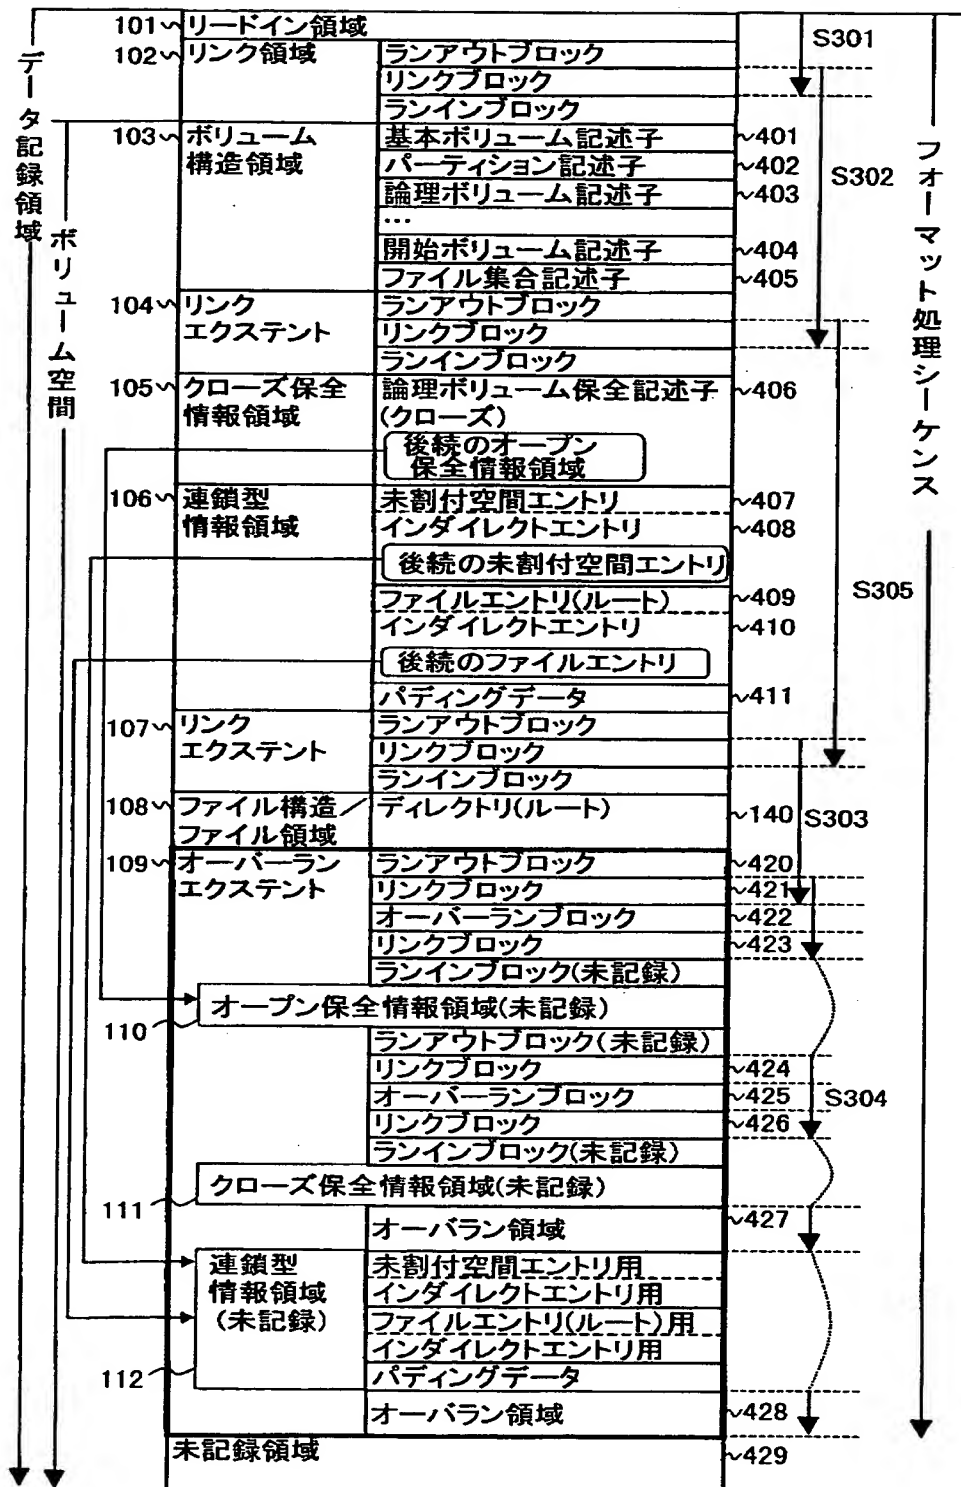 データ記録領域
ボリューム空間
フォーマット処理シーケンス
101 リードイン領域
S301
102 リンク領域 ランアウトブロック
リンクブロック
ランインブロック
103 ボリューム 基本ボリューム記述子 401
構造領域 パーティション記述子 402
S302
論理ボリューム記述子 403
…
開始ボリューム記述子 404
ファイル集合記述子 405
104 リンク ランアウトブロック
エクステント リンクブロック
ランインブロック
105 クローズ保全 論理ボリューム保全記述子 406
情報領域 (クローズ)
後続のオープン
保全情報領域
106 連鎖型 未割付空間エントリ 407
情報領域 インダイレクトエントリ 408
後続の未割付空間エントリ
ファイルエントリ(ルート) 409
S305
インダイレクトエントリ 410
後続のファイルエントリ
パディングデータ 411
107 リンク ランアウトブロック
エクステント リンクブロック
ランインブロック
108 ファイル構造/ ディレクトリ(ルート) 140
S303
ファイル領域
109 オーバーラン ランアウトブロック 420
エクステント リンクブロック 421
オーバーランブロック 422
リンクブロック 423
ランインブロック(未記録)
オープン保全情報領域(未記録)
110
ランアウトブロック(未記録)
リンクブロック 424
オーバーランブロック 425
S304
リンクブロック 426
ランインブロック(未記録)
クローズ保全情報領域(未記録)
111
オーバラン領域 427
連鎖型 未割付空間エントリ用
情報領域 インダイレクトエントリ用
(未記録) ファイルエントリ(ルート)用
インダイレクトエントリ用
112
パディングデータ
オーバラン領域 428
未記録領域 429